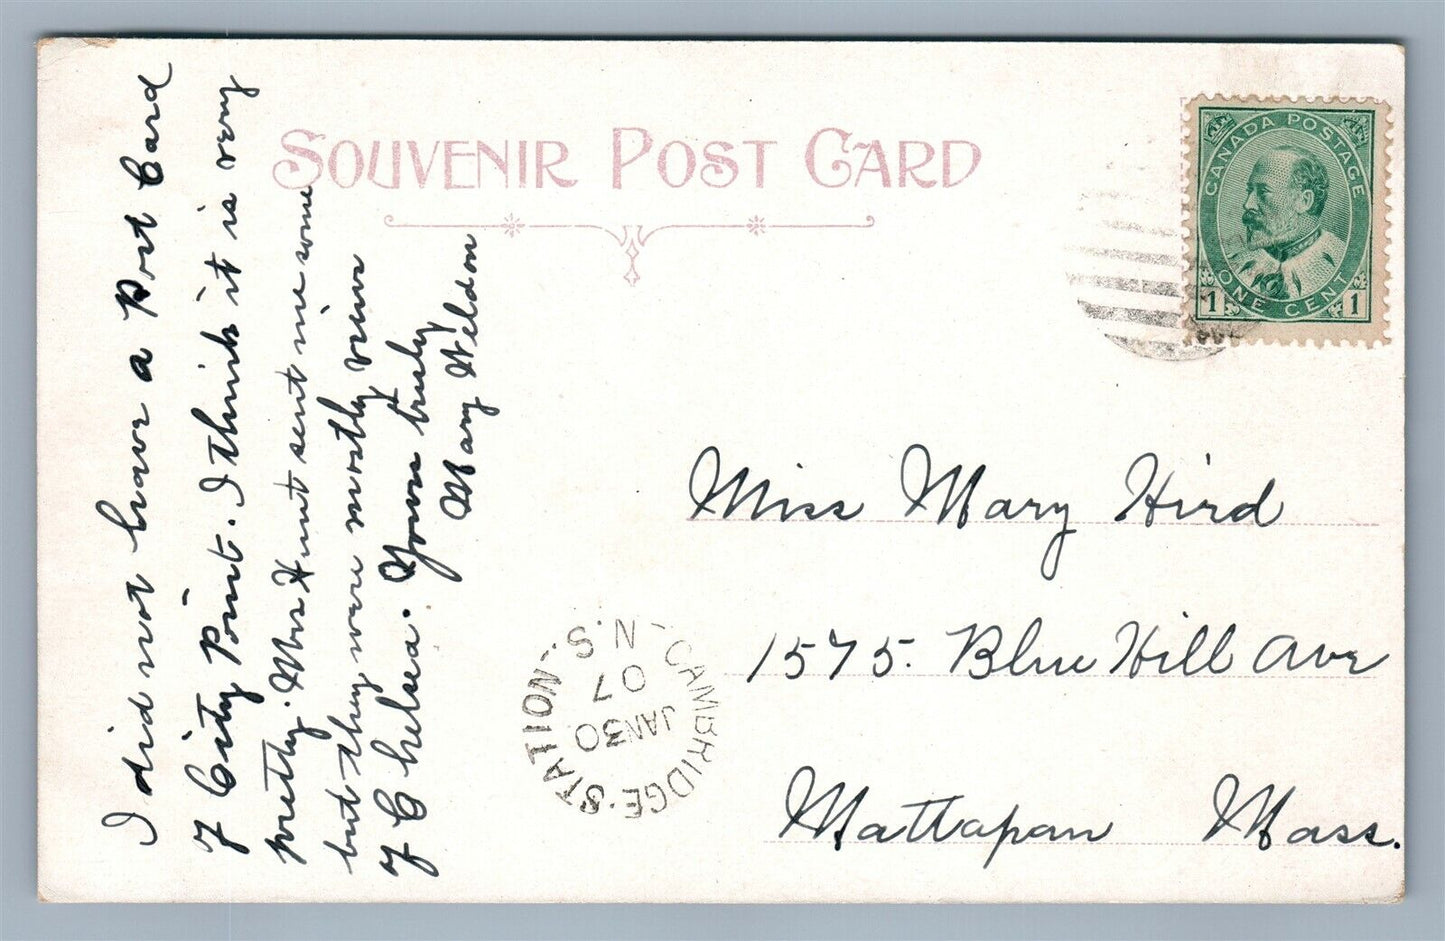 SOUVENIR POST CARD
CANADA POSTAGE
1 ONE CENT 1
I did not have a Post Card
of City Point. I think it is very
pretty. Mrs Hunt sent me some
but they were mostly views
of Chelsea. Yours truly
Mary Weldon
Miss Mary Hird
1575. Blue Hill Ave
Mattapan Mass.
CAMBRIDGE·STATION
JAN 30
07
N.S.